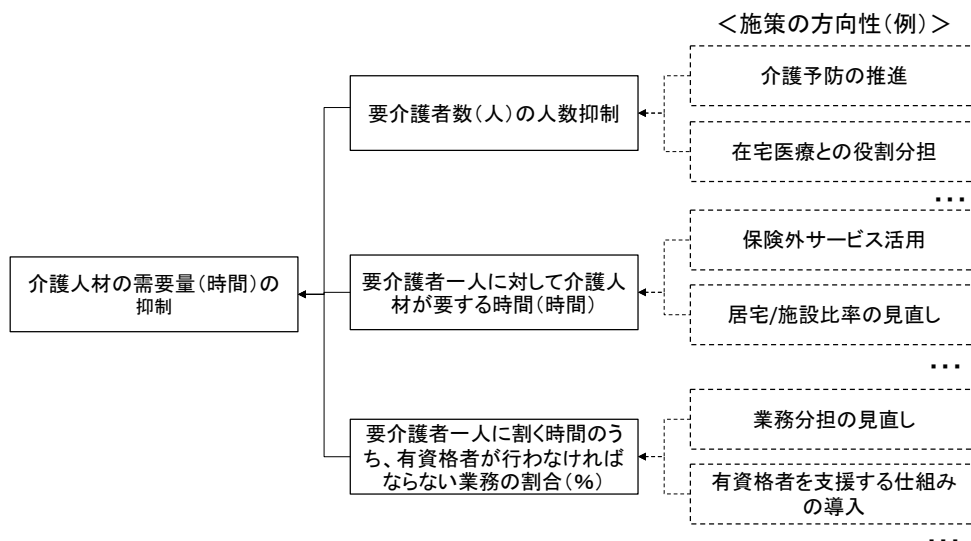 ＜施策の方向性（例）＞
介護予防の推進
要介護者数（人）の人数抑制
在宅医療との役割分担
...
保険外サービス活用
介護人材の需要量（時間）の
抑制
要介護者一人に対して介護人
材が要する時間（時間）
居宅/施設比率の見直し
...
業務分担の見直し
要介護者一人に割く時間のう
ち、有資格者が行わなければ
ならない業務の割合（%）
有資格者を支援する仕組み
の導入
...